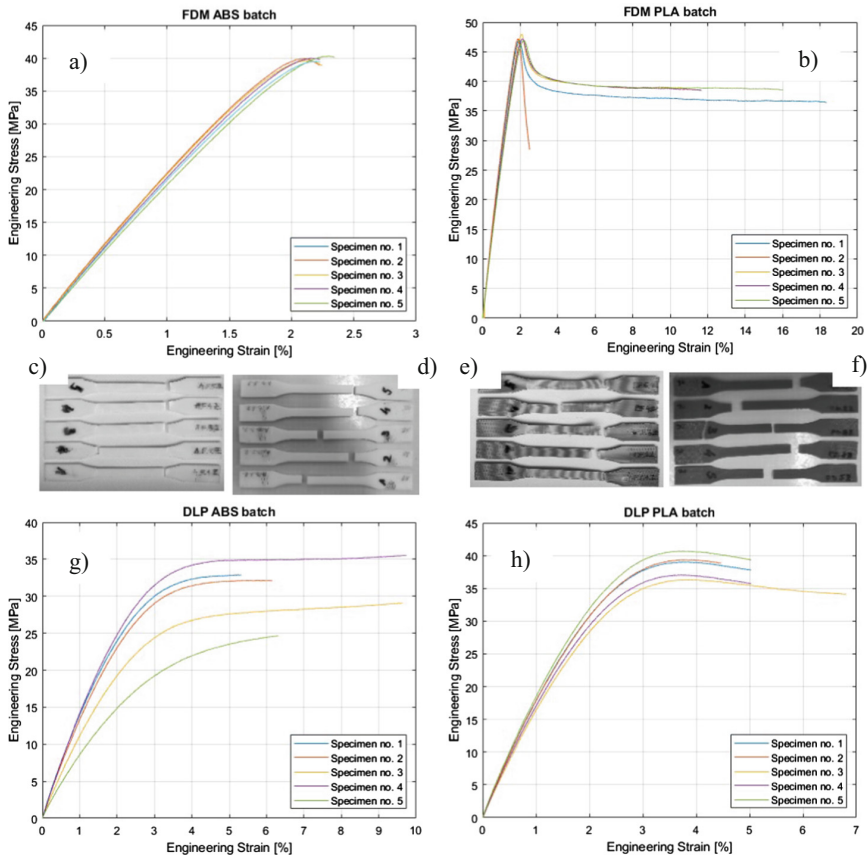 FDM ABS batch
a)
Engineering Stress [MPa]
45
40
35
30
25
20
15
10
5
0
0 0.5 1 1.5 2 2.5 3
Engineering Strain [%]
Specimen no. 1
Specimen no. 2
Specimen no. 3
Specimen no. 4
Specimen no. 5
FDM PLA batch
b)
Engineering Stress [MPa]
50
45
40
35
30
25
20
15
10
5
0
0 2 4 6 8 10 12 14 16 18 20
Engineering Strain [%]
Specimen no. 1
Specimen no. 2
Specimen no. 3
Specimen no. 4
Specimen no. 5
c)
d)
e)
f)
DLP ABS batch
g)
Engineering Stress [MPa]
40
35
30
25
20
15
10
5
0
0 1 2 3 4 5 6 7 8 9 10
Engineering Strain [%]
Specimen no. 1
Specimen no. 2
Specimen no. 3
Specimen no. 4
Specimen no. 5
DLP PLA batch
h)
Engineering Stress [MPa]
45
40
35
30
25
20
15
10
5
0
0 1 2 3 4 5 6 7
Engineering Strain [%]
Specimen no. 1
Specimen no. 2
Specimen no. 3
Specimen no. 4
Specimen no. 5